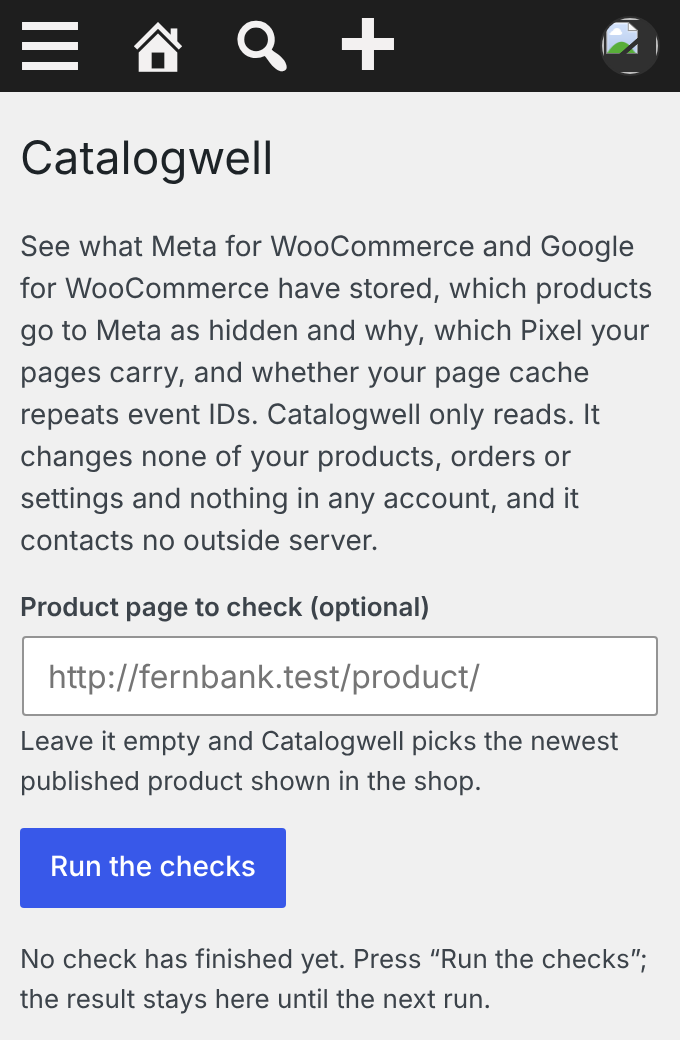 Catalogwell
See what Meta for WooCommerce and Google
for WooCommerce have stored, which products
go to Meta as hidden and why, which Pixel your
pages carry, and whether your page cache
repeats event IDs. Catalogwell only reads. It
changes none of your products, orders or
settings and nothing in any account, and it
contacts no outside server.
Product page to check (optional)
http://fernbank.test/product/
Leave it empty and Catalogwell picks the newest
published product shown in the shop.
Run the checks
No check has finished yet. Press “Run the checks”;
the result stays here until the next run.